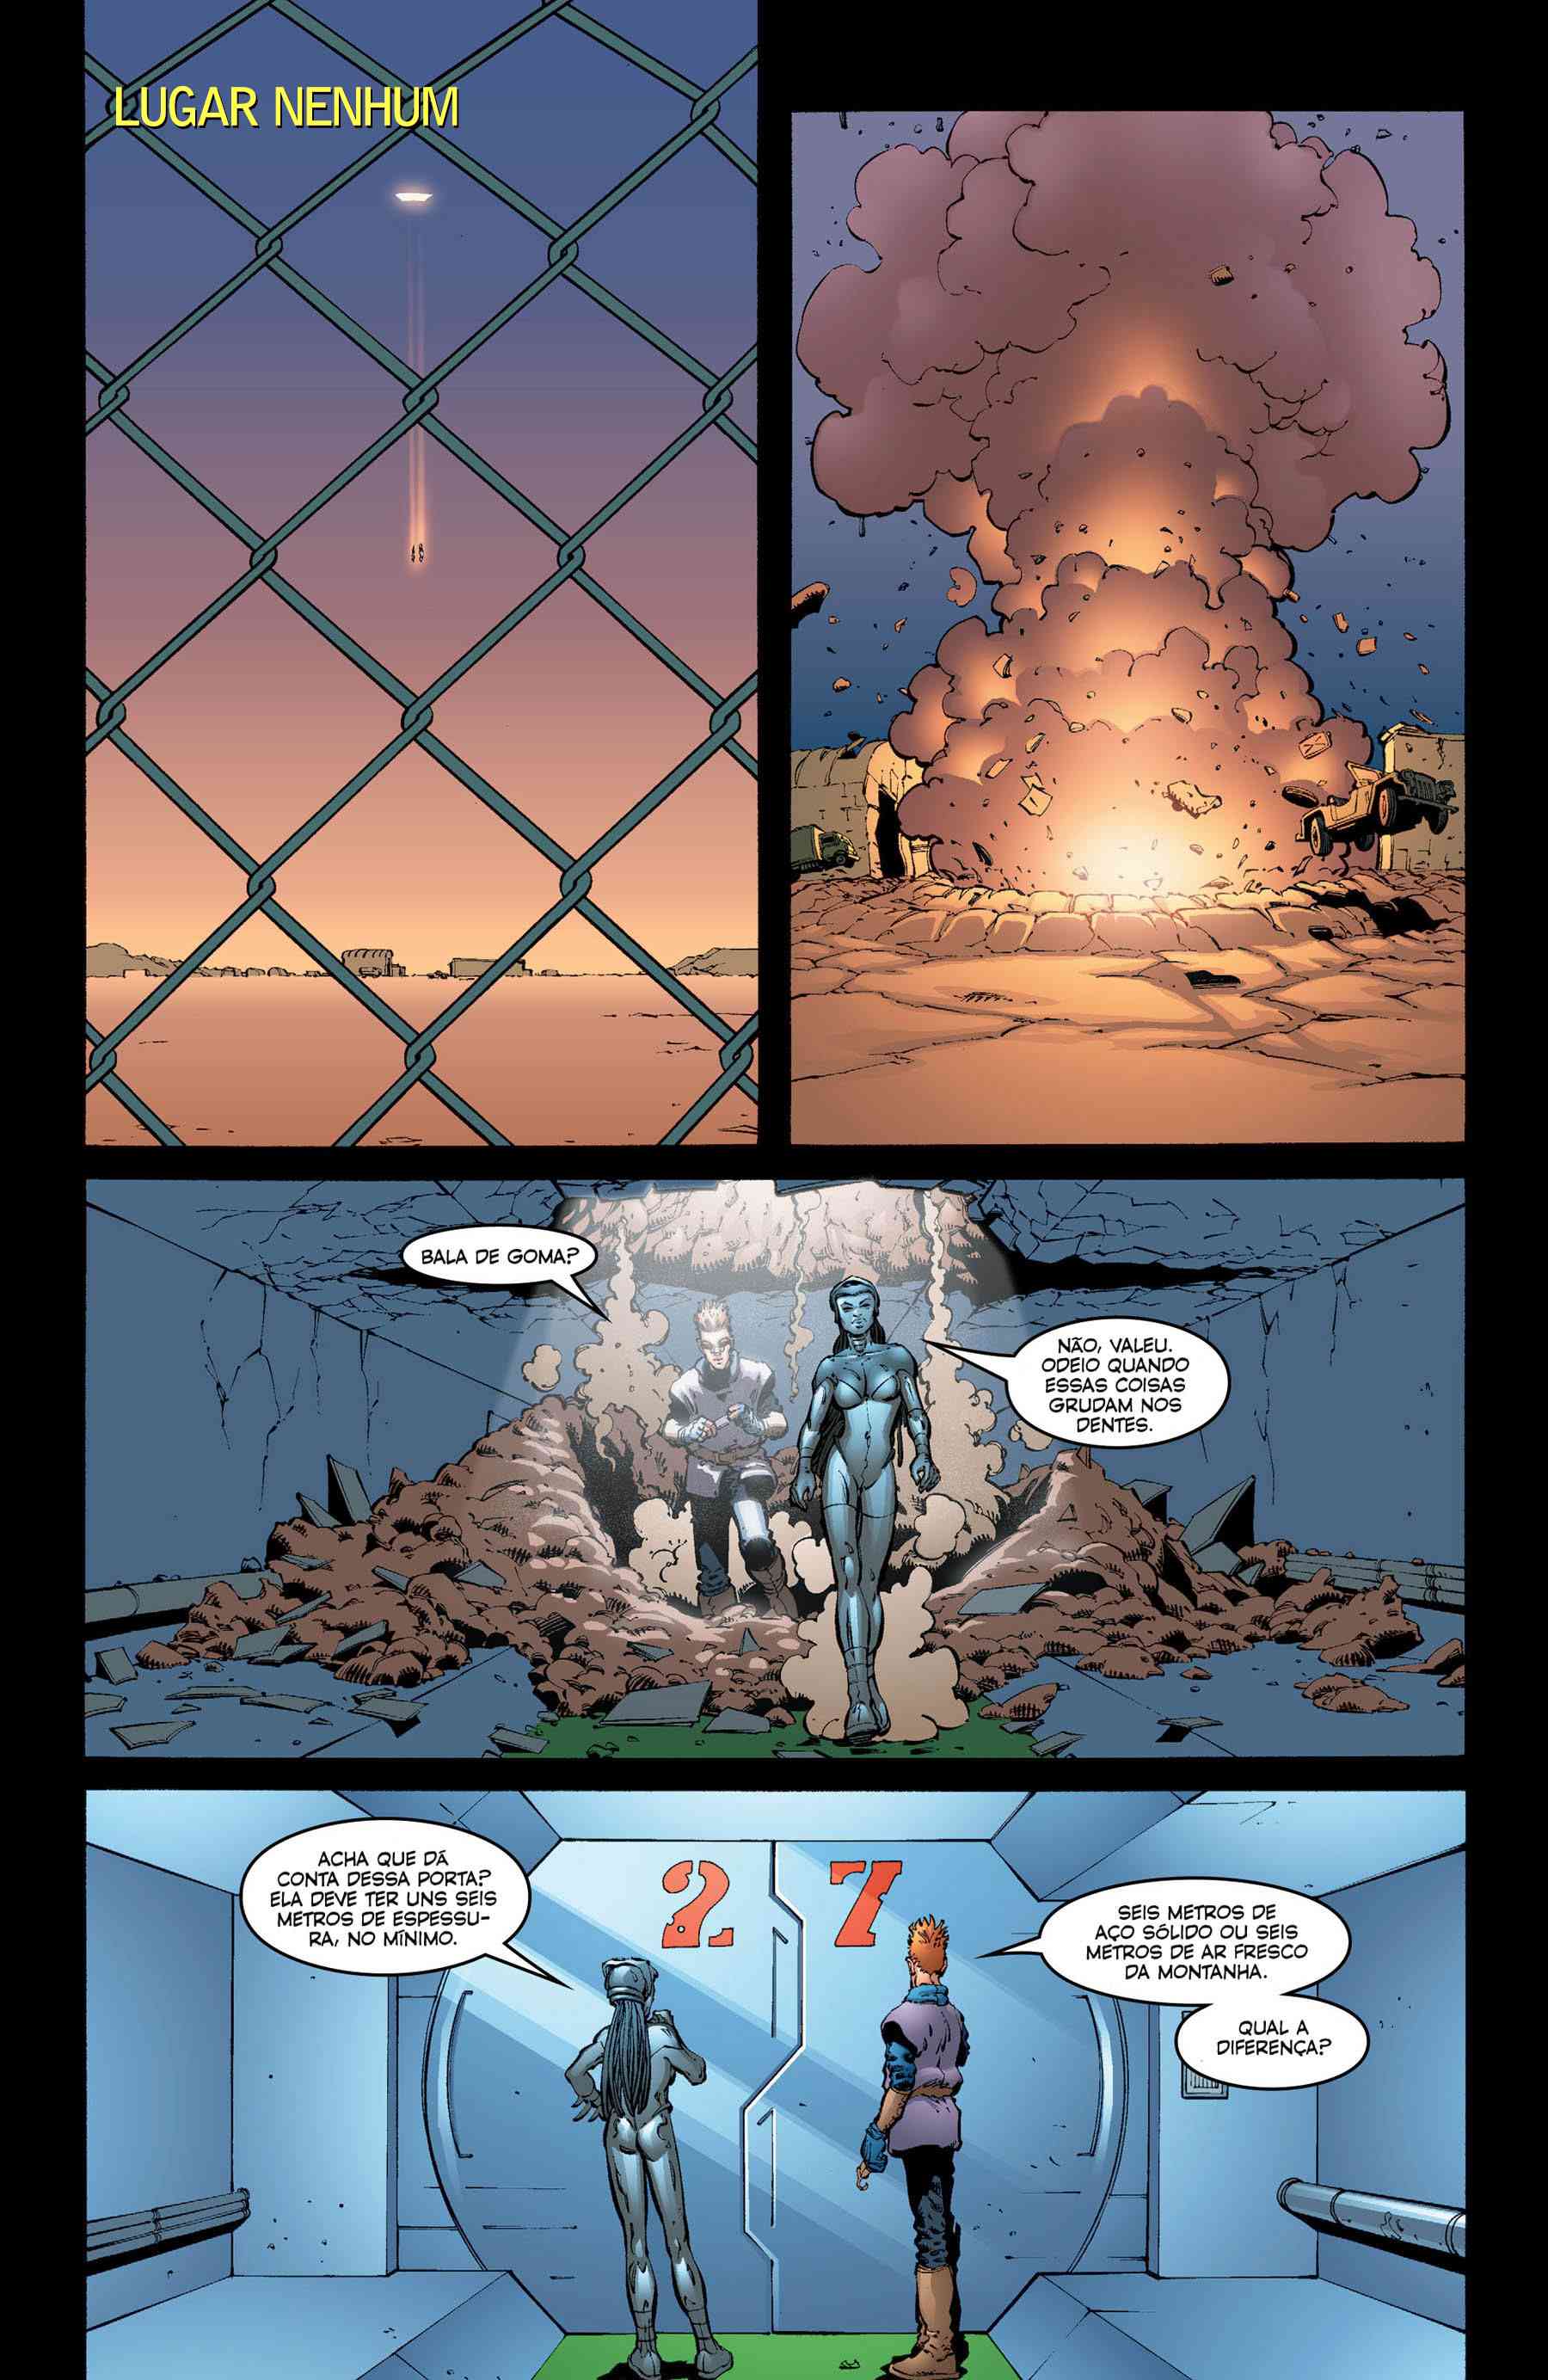 LUGAR NENHUM
BALA DE GOMA?
NÃO, VALEU.
ODEIO QUANDO
ESSAS COISAS
GRUDAM NOS
DENTES.
ACHA QUE DÁ
CONTA DESSA PORTA?
ELA DEVE TER UNS SEIS
METROS DE ESPESSU-
RA, NO MÍNIMO.
2 7
SEIS METROS DE
AÇO SÓLIDO OU SEIS
METROS DE AR FRESCO
DA MONTANHA.
QUAL A
DIFERENÇA?